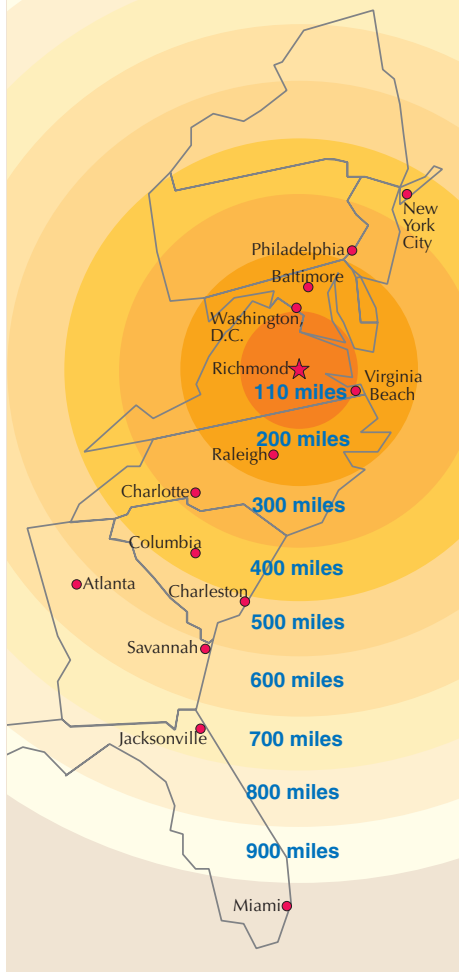 New
York
City
Philadelphia
Baltimore
Washington,
D.C.
Richmond
110 miles
Virginia
Beach
200 miles
Raleigh
Charlotte
300 miles
Columbia
400 miles
Atlanta
Charleston
500 miles
Savannah
600 miles
Jacksonville
700 miles
800 miles
900 miles
Miami